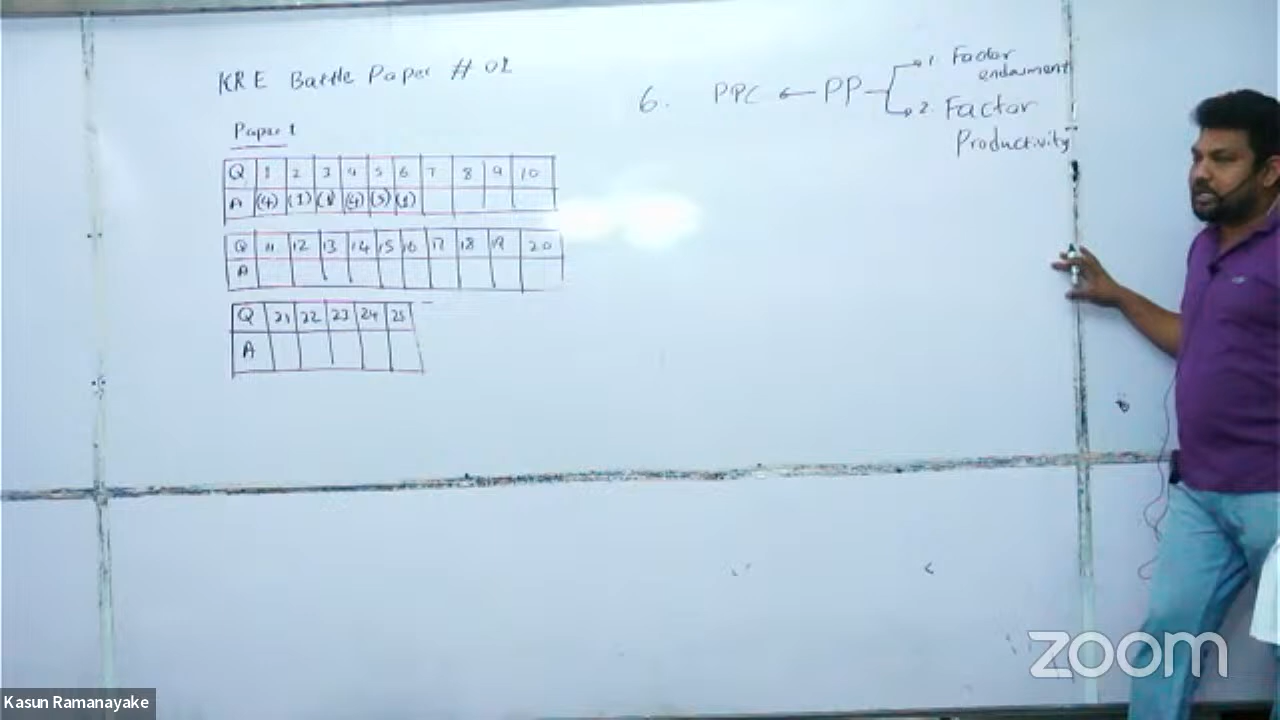 KRE Battle Paper # 01
Paper 1
Q 1 2 3 4 5 6 7 8 9 10
A (4) (1) (4) (5) (1)
Q 11 12 13 14 15 16 17 18 19 20
A
Q 21 22 23 24 25
A
6. PPC ← PP
1. Factor
endowment
2. Factor
Productivity
zoom
Kasun Ramanayake